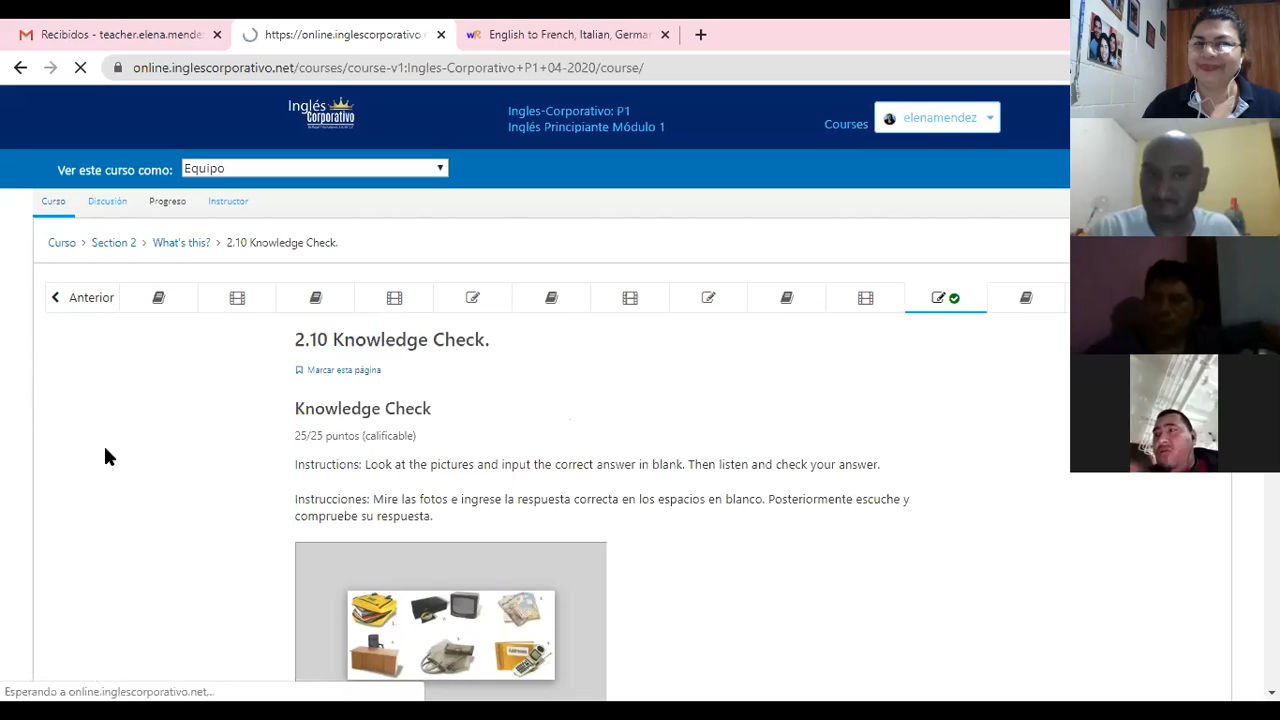 Recibidos - teacher.elena.mende
https://online.inglescorporativo.
English to French, Italian, Germar
online.inglescorporativo.net/courses/course-v1:Ingles-Corporativo+P1+04-2020/course/
Inglés
Corporativo
Ingles-Corporativo: P1
Inglés Principiante Módulo 1
Courses
elenamendez
Ver este curso como:
Equipo
Curso
Discusión
Progreso
Instructor
Curso > Section 2 > What's this? > 2.10 Knowledge Check.
Anterior
2.10 Knowledge Check.
Marcar esta página
Knowledge Check
25/25 puntos (calificable)
Instructions: Look at the pictures and input the correct answer in blank. Then listen and check your answer.
Instrucciones: Mire las fotos e ingrese la respuesta correcta en los espacios en blanco. Posteriormente escuche y
compruebe su respuesta.
Esperando a online.inglescorporativo.net...